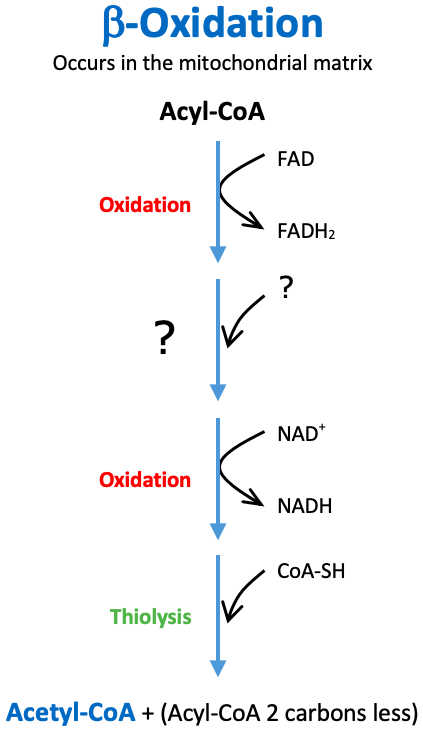 β-Oxidation
Occurs in the mitochondrial matrix
Acyl-CoA
FAD
Oxidation
FADH₂
?
?
NAD⁺
Oxidation
NADH
CoA-SH
Thiolysis
Acetyl-CoA + (Acyl-CoA 2 carbons less)